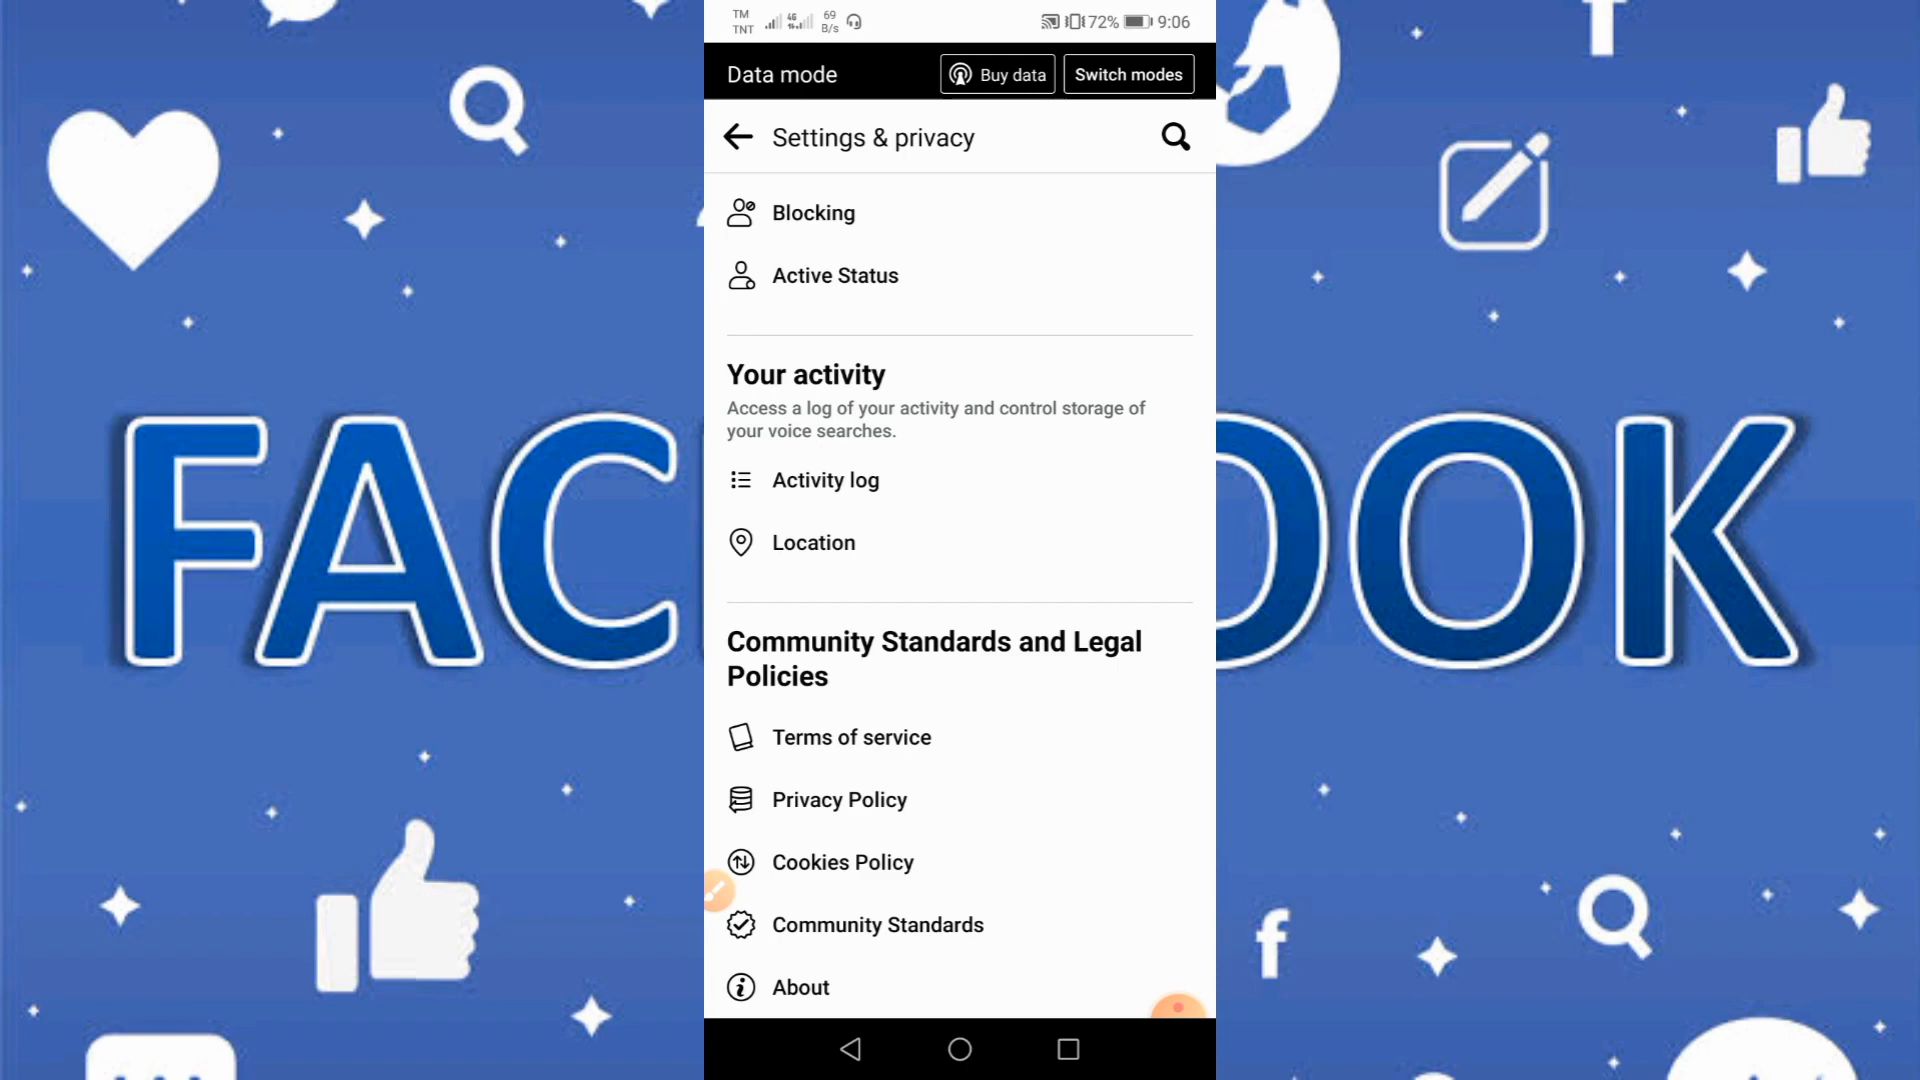 TM
TNT
4G
69
B/s
72%
9:06
Data mode
Buy data
Switch modes
Settings & privacy
Blocking
Active Status
Your activity
Access a log of your activity and control storage of
your voice searches.
Activity log
Location
FAC OOK
Community Standards and Legal
Policies
Terms of service
Privacy Policy
Cookies Policy
Community Standards
About